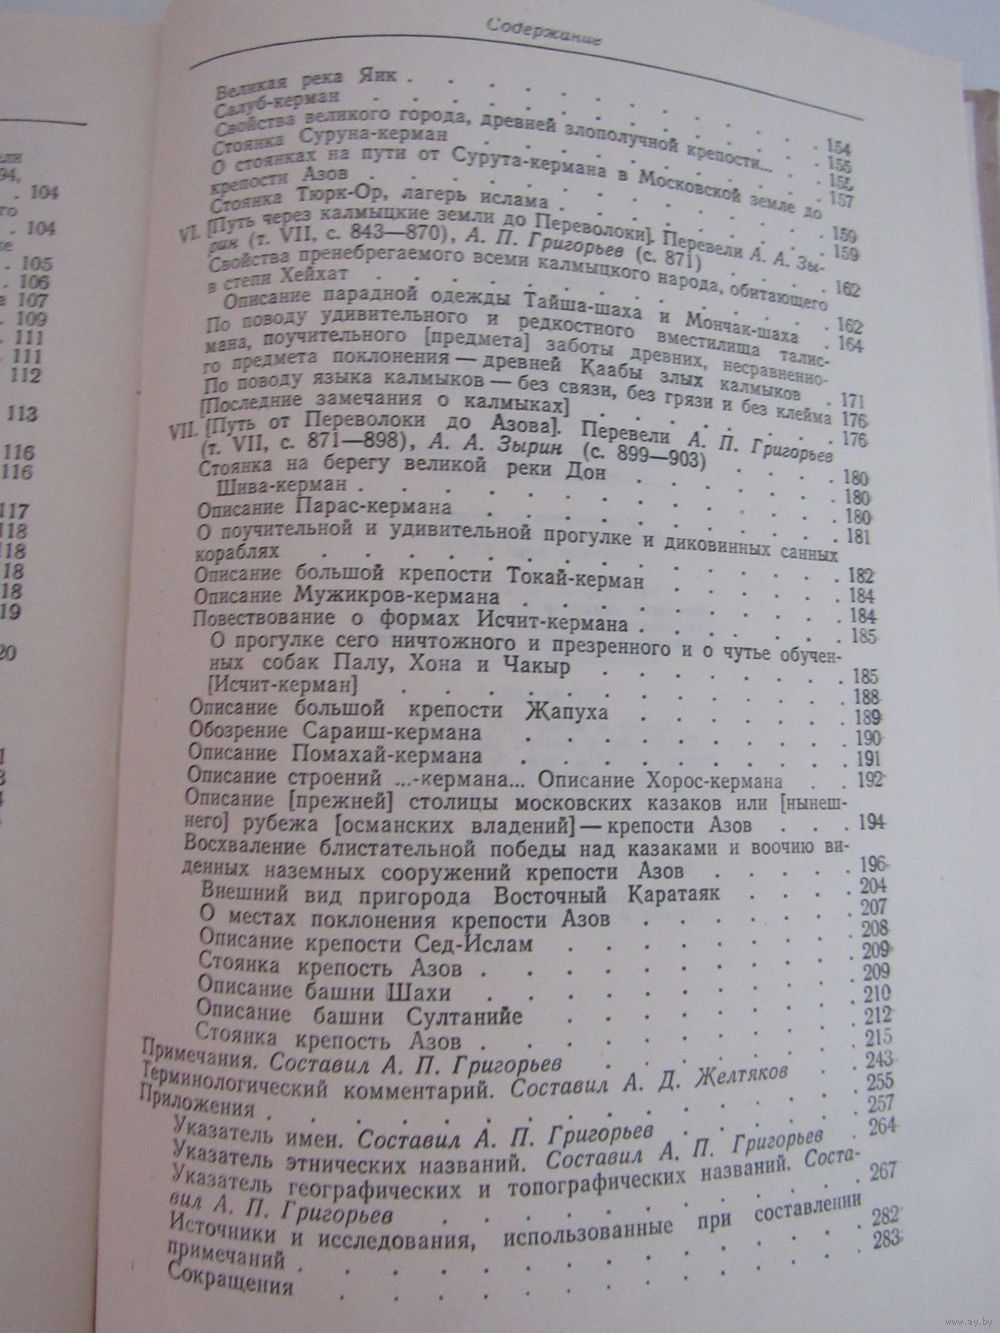 Содержание
Великая река Яик . . . . . . . . . . 154
Салуб-керман . . . . . . . . . . . 155
Свойства великого города, древней злополучной крепости... . . 155
Стоянка Суруна-керман . . . . . . . . . 157
О стоянках на пути от Сурута-кермана в Московской земле до
крепости Азов . . . . . . . . . . . 159
Стоянка Тюрк-Ор, лагерь ислама . . . . . . . 159
VI. [Путь через калмыцкие земли до Переволоки]. Перевели А. А. Зы-
рин (т. VII, с. 843—870), А. П. Григорьев (с. 871) . . . . 162
Свойства пренебрегаемого всеми калмыцкого народа, обитающего
в степи Хейхат . . . . . . . . . . . 162
Описание парадной одежды Тайша-шаха и Мончак-шаха . 164
По поводу удивительного и редкостного вместилища талис-
мана, поучительного [предмета] заботы древних, несравненно-
го предмета поклонения — древней Каабы злых калмыков . 171
По поводу языка калмыков — без связи, без грязи и без клейма 176
[Последние замечания о калмыках] . . . . . . 176
VII. [Путь от Переволоки до Азова]. Перевели А. П. Григорьев
(т. VII, с. 871—898), А. А. Зырин (с. 899—903) . . . . 180
Стоянка на берегу великой реки Дон . . . . . . 180
Шива-керман . . . . . . . . . . . 180
Описание Парас-кермана . . . . . . . . . 181
О поучительной и удивительной прогулке и диковинных санных
кораблях . . . . . . . . . . . . 182
Описание большой крепости Токай-керман . . . . . 184
Описание Мужикров-кермана . . . . . . . . 184
Повествование о формах Исчит-кермана . . . . . . 185
О прогулке сего ничтожного и презренного и о чутье обучен-
ных собак Палу, Хона и Чакыр . . . . . . . 185
[Исчит-керман] . . . . . . . . . . 188
Описание большой крепости Җапуха . . . . . . 189
Обозрение Сараиш-кермана . . . . . . . . 190
Описание Помахай-кермана . . . . . . . . 191
Описание строений ...-кермана... Описание Хорос-кермана . . 192
Описание [прежней] столицы московских казаков или [нынеш-
него] рубежа [османских владений] — крепости Азов . . . 194
Восхваление блистательной победы над казаками и воочию ви-
денных наземных сооружений крепости Азов . . . . . 196
Внешний вид пригорода Восточный Каратаяк . . . . 204
О местах поклонения крепости Азов . . . . . . 207
Описание крепости Сед-Ислам . . . . . . . 208
Стоянка крепость Азов . . . . . . . . . 209
Описание башни Шахи . . . . . . . . . 209
Описание башни Султанийе . . . . . . . . 210
Стоянка крепость Азов . . . . . . . . . 212
Примечания. Составил А. П. Григорьев . . . . . . 215
Терминологический комментарий. Составил А. Д. Желтяков . . 243
Приложения . . . . . . . . . . . . 255
Указатель имен. Составил А. П. Григорьев . . . . . 257
Указатель этнических названий. Составил А. П. Григорьев . 264
Указатель географических и топографических названий. Соста-
вил А. П. Григорьев . . . . . . . . . 267
Источники и исследования, использованные при составлении
примечаний . . . . . . . . . . . 282
Сокращения . . . . . . . . . . . 283
. 104
. 104
. 105
. 106
107
109
. 111
. 111
112
113
116
116
117
118
118
www.ay.by